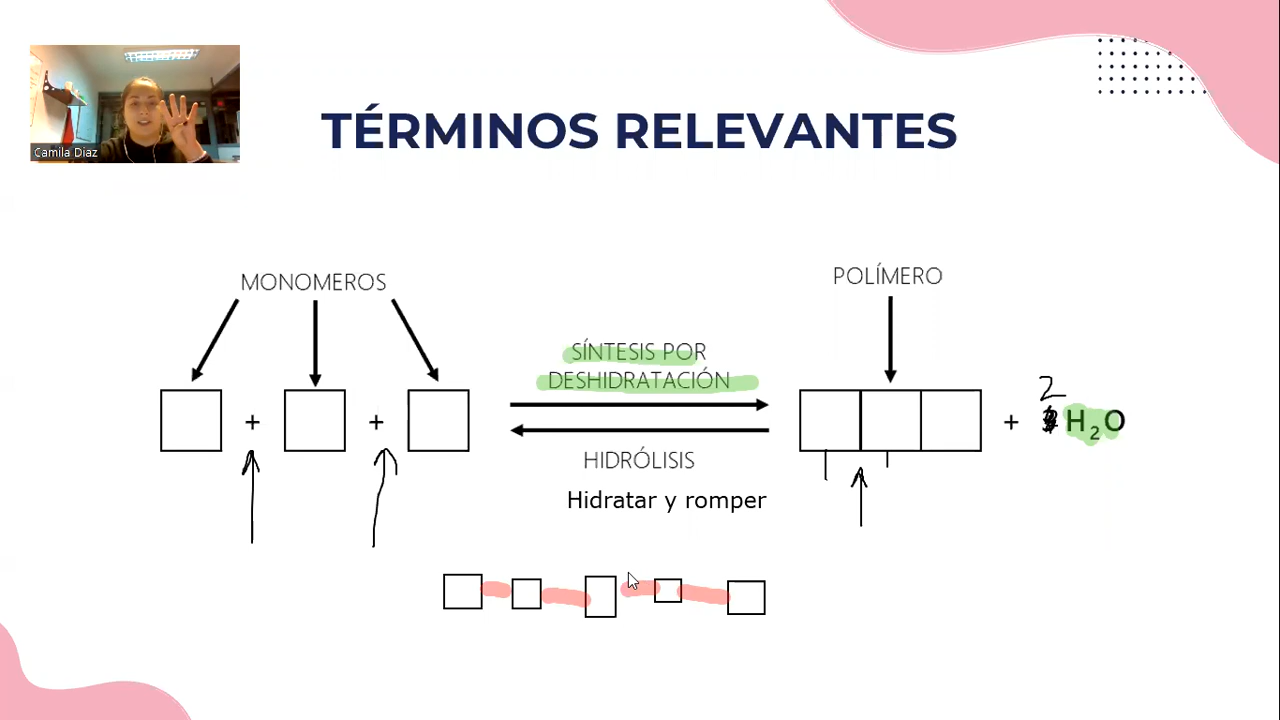 Camila Diaz
TÉRMINOS RELEVANTES
MONOMEROS
POLÍMERO
SÍNTESIS POR
DESHIDRATACIÓN
+ + + 2 H₂O
HIDRÓLISIS
Hidratar y romper